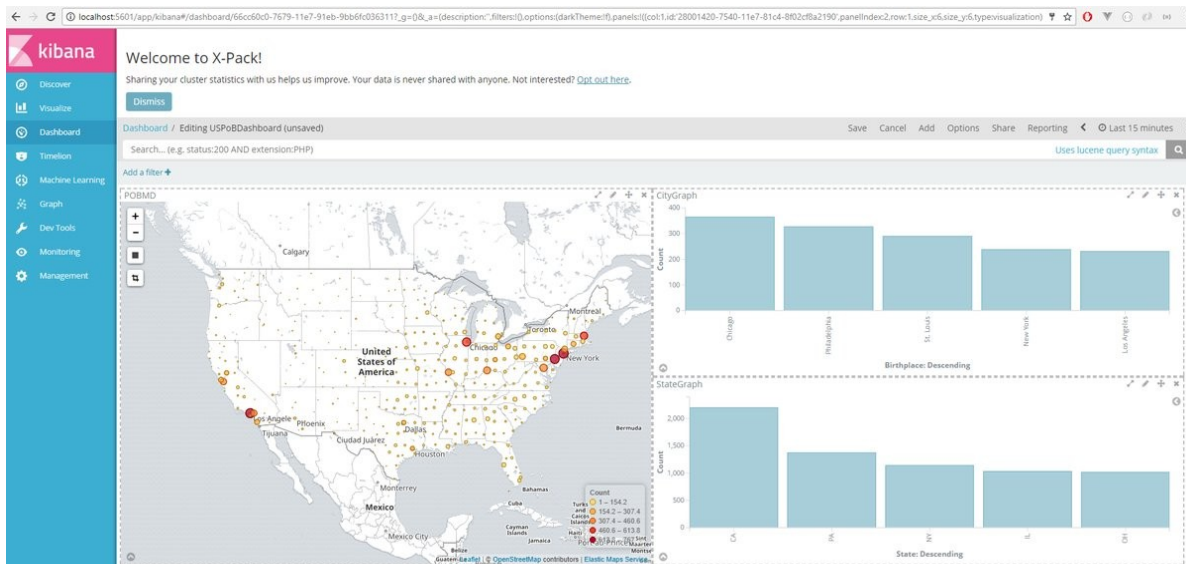 localhost:5601/app/kibana#/dashboard/66cc60c0-7679-11e7-91eb-9bb6fc036311?_g=()&_a=(description:'',filters:!(),options:(darkTheme:!f),panels:!((col:1,id:'28001420-7540-11e7-81c4-8f02cf8a2190',panelIndex:2,row:1,size_x:6,size_y:6,type:visualization)
kibana
Discover
Visualize
Dashboard
Timelion
Machine Learning
Graph
Dev Tools
Monitoring
Management
Welcome to X-Pack!
Sharing your cluster statistics with us helps us improve. Your data is never shared with anyone. Not interested? Opt out here.
Dismiss
Dashboard / Editing USPoBDashboard (unsaved)
Save Cancel Add Options Share Reporting Last 15 minutes
Search... (e.g. status:200 AND extension:PHP)
Uses lucene query syntax
Add a filter +
POBMD
+
−
Calgary
Montreal
Toronto
Chicago
New York
United
States of
America
Los Angele
Phoenix
Tijuana
Dallas
Ciudad Juárez
Houston
Bermuda
Monterrey
Mexico
Mexico City
Bahamas
Cuba
Cayman
Islands
Jamaica
Haiti
Belize
Count
1 – 154.2
154.2 – 307.4
307.4 – 460.6
460.6 – 613.8
Leaflet | © OpenStreetMap contributors | Elastic Maps Service
CityGraph
400
300
200
100
0
Count
Chicago
Philadelphia
St. Louis
New York
Los Angeles
Birthplace: Descending
StateGraph
2,000
1,500
1,000
500
0
Count
CA
PA
NY
IL
OH
State: Descending